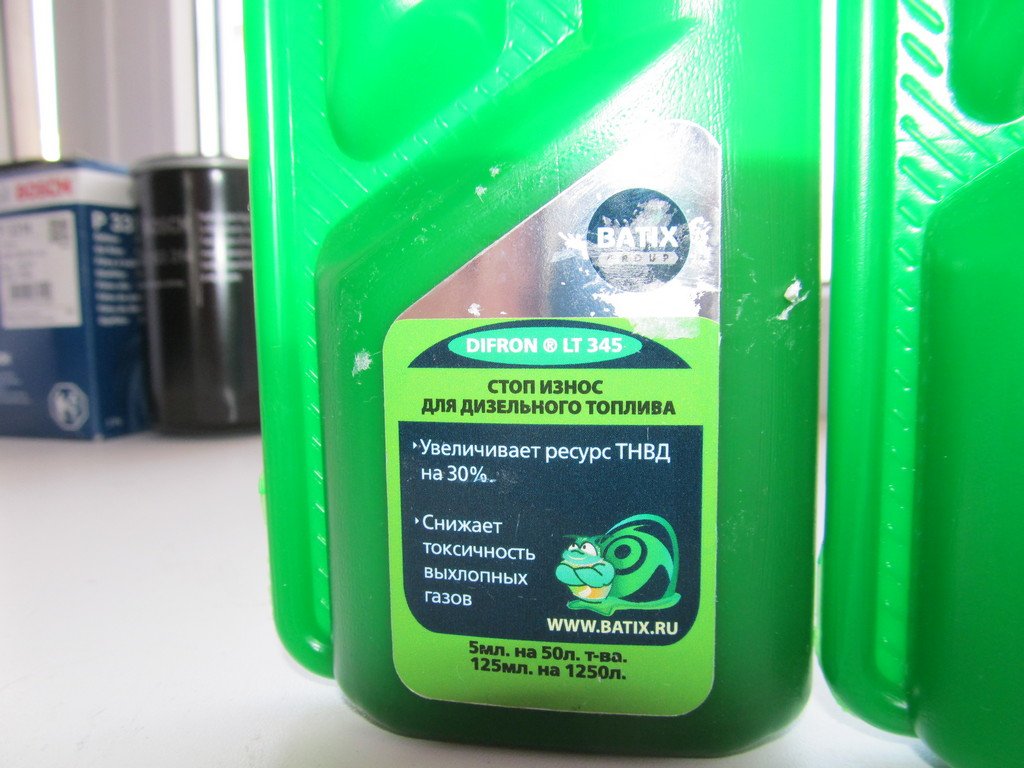 BOSCH
BATIX
GROUP
DIFRON ® LT 345
СТОП ИЗНОС
ДЛЯ ДИЗЕЛЬНОГО ТОПЛИВА
Увеличивает ресурс ТНВД
на 30%.
Снижает
токсичность
выхлопных
газов
WWW.BATIX.RU
5мл. на 50л. т-ва.
125мл. на 1250л.